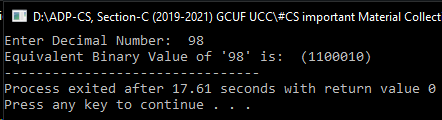 D:\ADP-CS, Section-C (2019-2021) GCUF UCC\#CS important Material Collect
Enter Decimal Number:  98
Equivalent Binary Value of '98' is:  (1100010)
--------------------------------
Process exited after 17.61 seconds with return value 0
Press any key to continue . . .